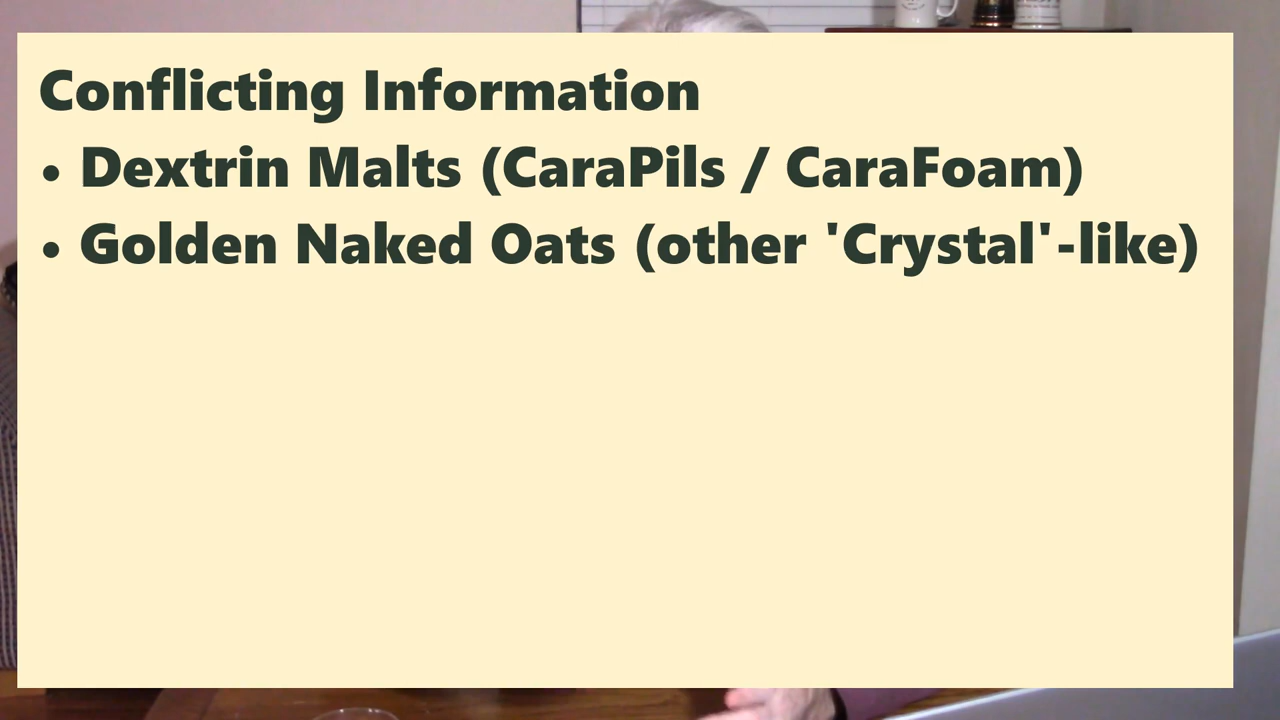 Conflicting Information
• Dextrin Malts (CaraPils / CaraFoam)
• Golden Naked Oats (other 'Crystal'-like)